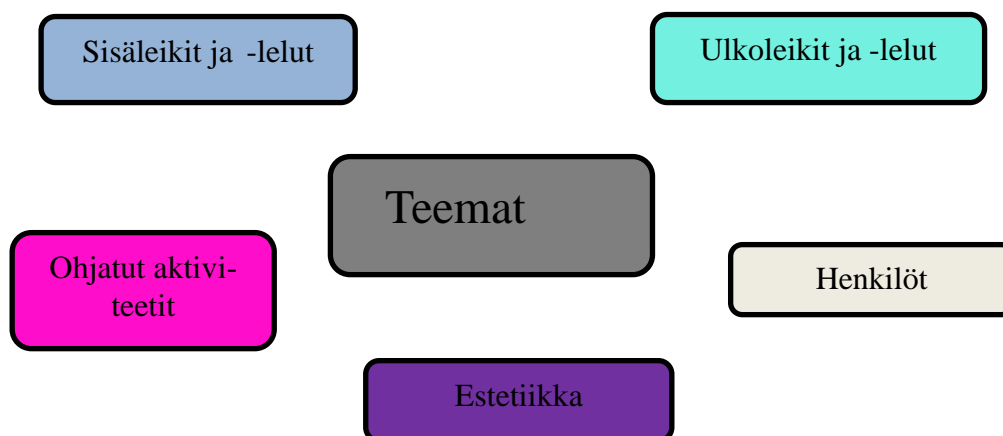 Sisäleikit ja -lelut
Ulkoleikit ja -lelut
Teemat
Ohjatut aktivi-
teetit
Henkilöt
Estetiikka